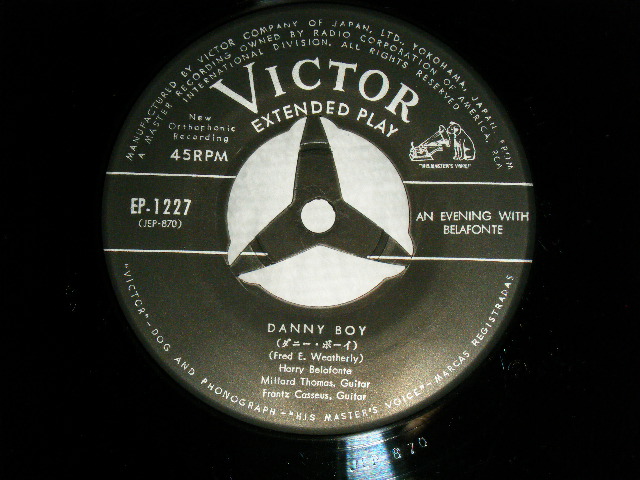 MANUFACTURED BY VICTOR COMPANY OF JAPAN, LTD., YOKOHAMA, JAPAN,
A MASTER RECORDING OWNED BY RADIO CORPORATION OF AMERICA, RCA
INTERNATIONAL DIVISION. ALL RIGHTS RESERVED
VICTOR
EXTENDED PLAY
New
Orthophonic
Recording
45RPM
"HIS MASTER'S VOICE"
EP-1227
(JEP-870)
AN EVENING WITH
BELAFONTE
DANNY BOY
(ダニー・ボーイ)
(Fred E. Weatherly)
Harry Belafonte
Millard Thomas, Guitar
Frantz Casseus, Guitar
"VICTOR"–DOG AND PHONOGRAPH–"HIS MASTER'S VOICE"–MARCAS REGISTRADAS
870